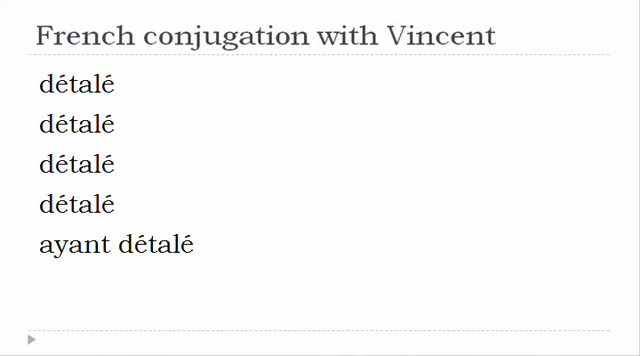 French conjugation with Vincent
détalé
détalé
détalé
détalé
ayant détalé